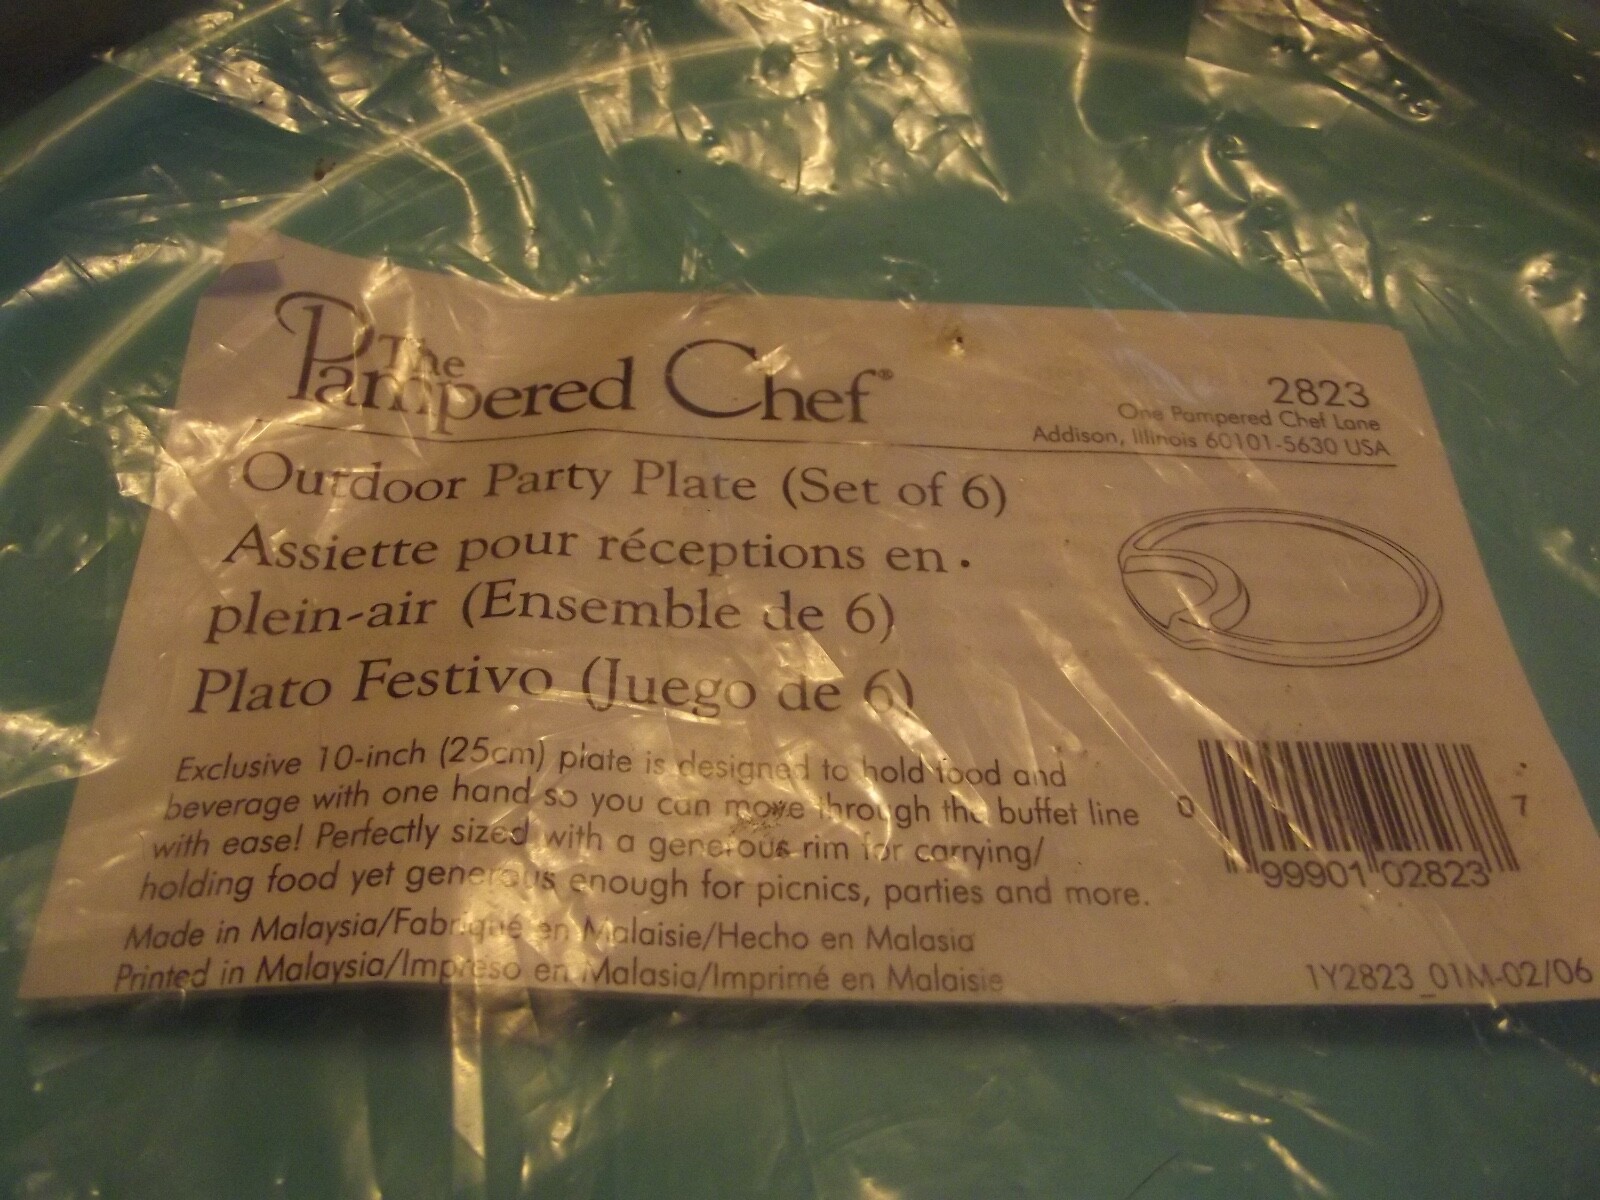 The Pampered Chef®
2823
One Pampered Chef Lane
Addison, Illinois 60101-5630 USA
Outdoor Party Plate (Set of 6)
Assiette pour réceptions en
plein-air (Ensemble de 6)
Plato Festivo (Juego de 6)
Exclusive 10-inch (25cm) plate is designed to hold food and
beverage with one hand so you can move through the buffet line
with ease! Perfectly sized with a generous rim for carrying/
holding food yet generous enough for picnics, parties and more.
Made in Malaysia/Fabriqué en Malaisie/Hecho en Malasia
Printed in Malaysia/Impreso en Malasia/Imprimé en Malaisie
0 99901 02823 7
1Y2823_01M-02/06